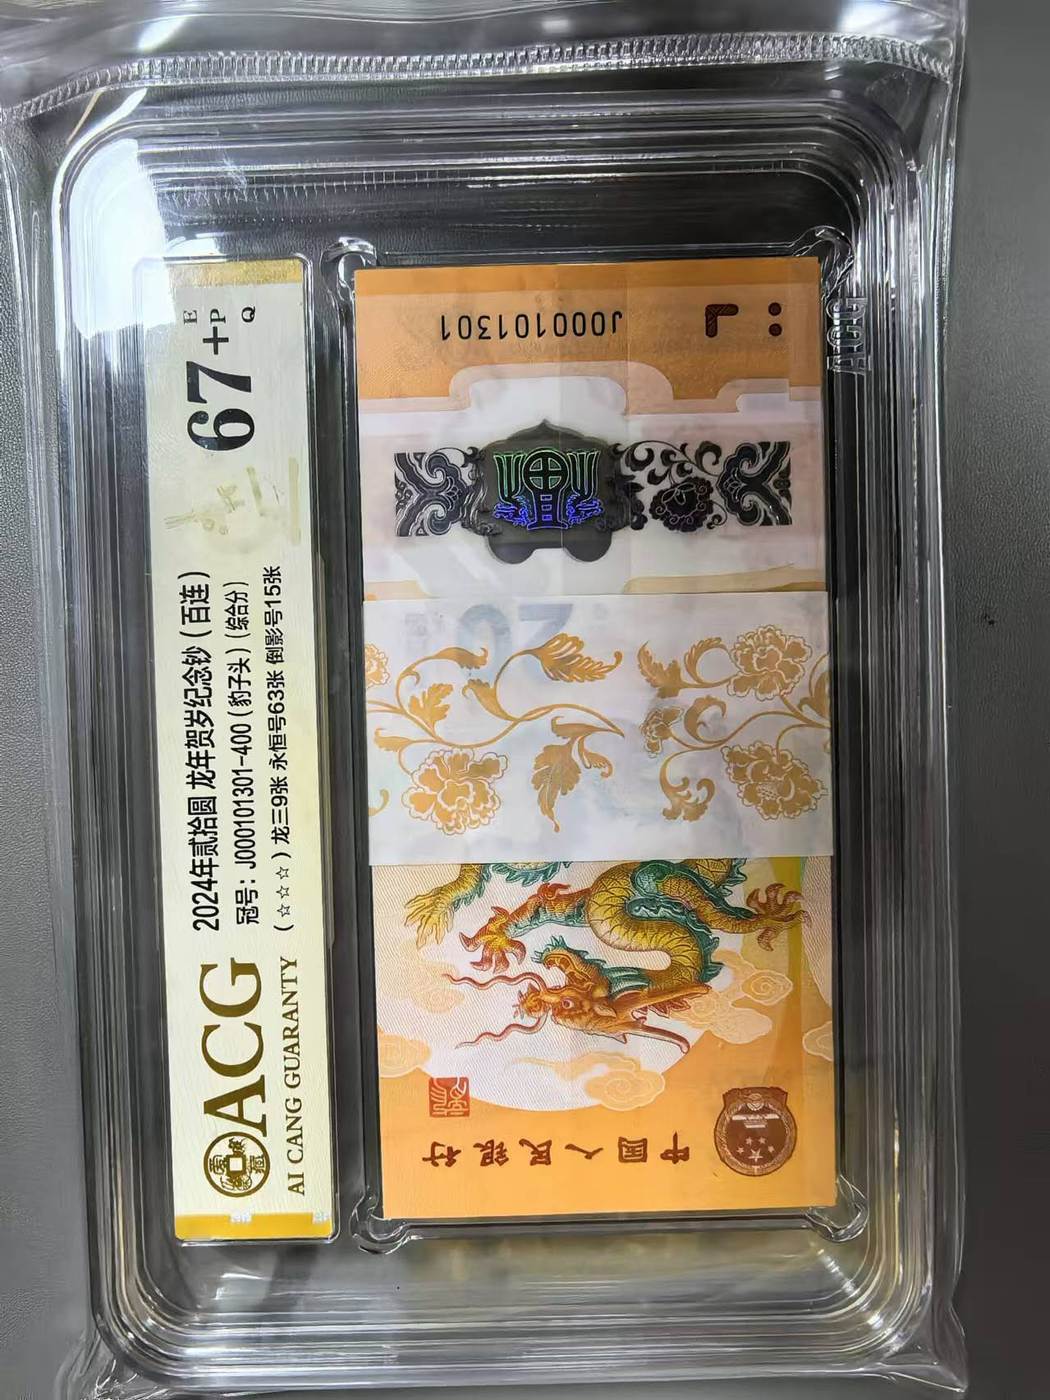 ACG
AI CANG GUARANTY
2024年贰拾圆 龙年贺岁纪念钞（百连）
冠号：J000101301-400（豹子头）(综合分)
（☆☆☆）龙三9张 永恒号63张 倒影号15张
67+
E
P
Q
J000101301
中国人民銀行
20